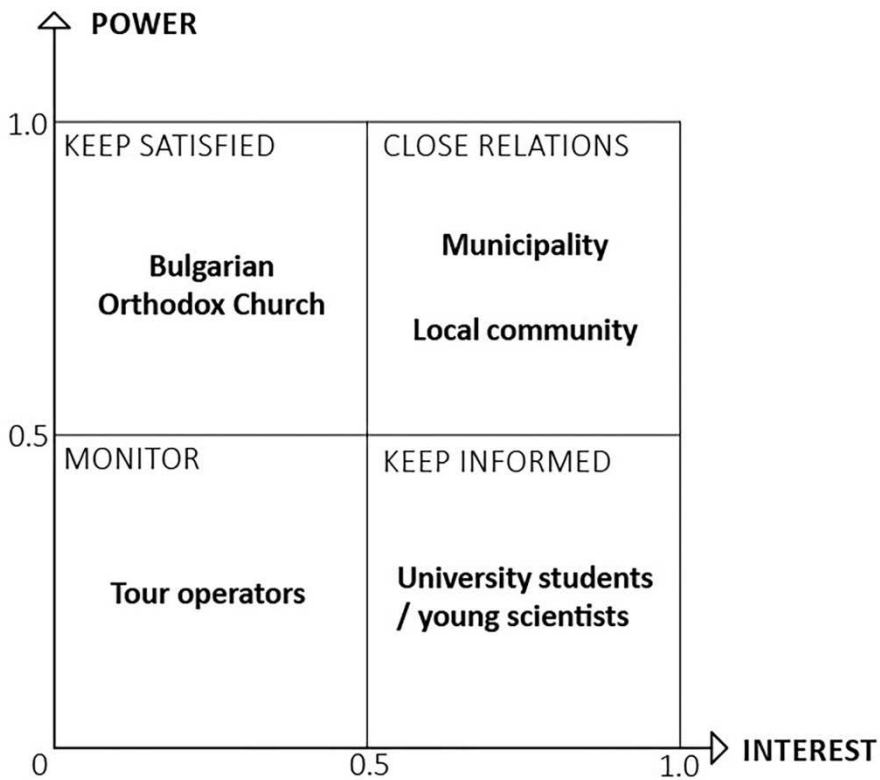 POWER
1.0
KEEP SATISFIED
CLOSE RELATIONS
Bulgarian
Orthodox Church
Municipality
Local community
0.5
MONITOR
KEEP INFORMED
Tour operators
University students
/ young scientists
0
0.5
1.0
INTEREST